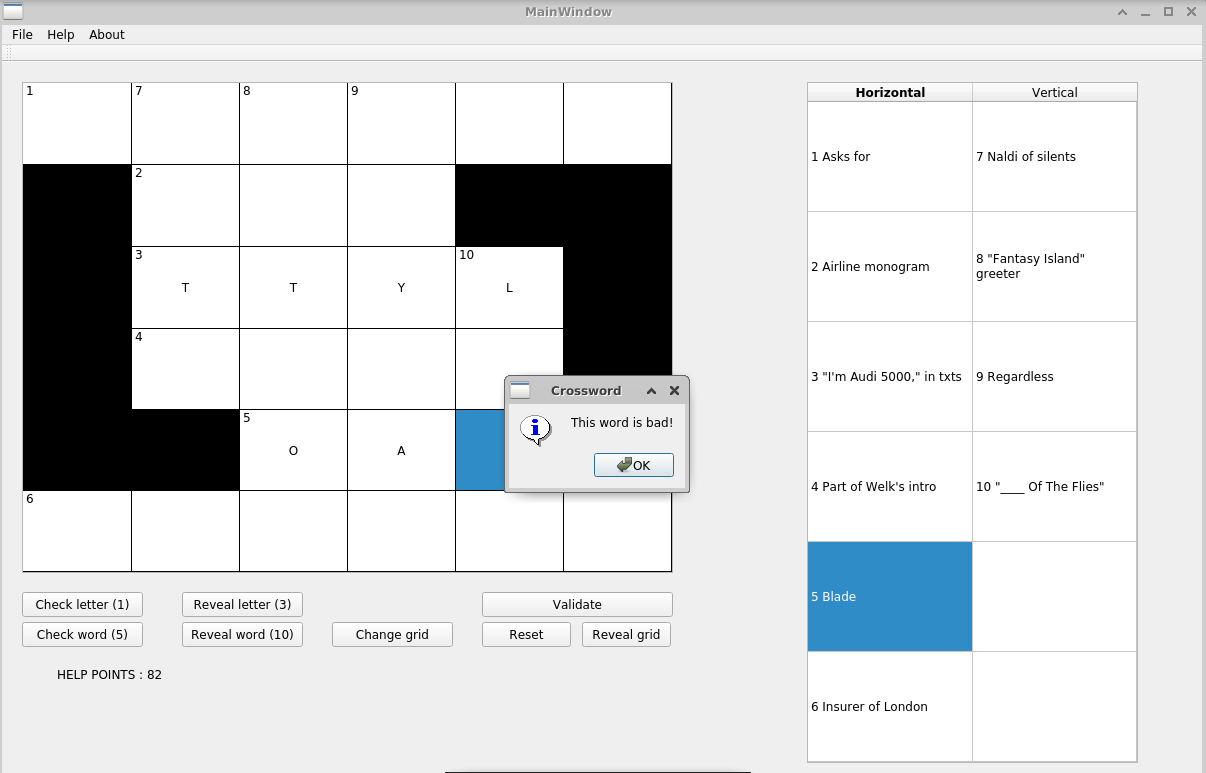 MainWindow
File Help About
1 7 8 9
2
3 10
T T Y L
4
5
O A
6
Crossword
This word is bad!
OK
Horizontal Vertical
1 Asks for 7 Naldi of silents
2 Airline monogram 8 "Fantasy Island"
greeter
3 "I'm Audi 5000," in txts 9 Regardless
4 Part of Welk's intro 10 "____ Of The Flies"
5 Blade
6 Insurer of London
Check letter (1) Reveal letter (3) Validate
Check word (5) Reveal word (10) Change grid Reset Reveal grid
HELP POINTS : 82